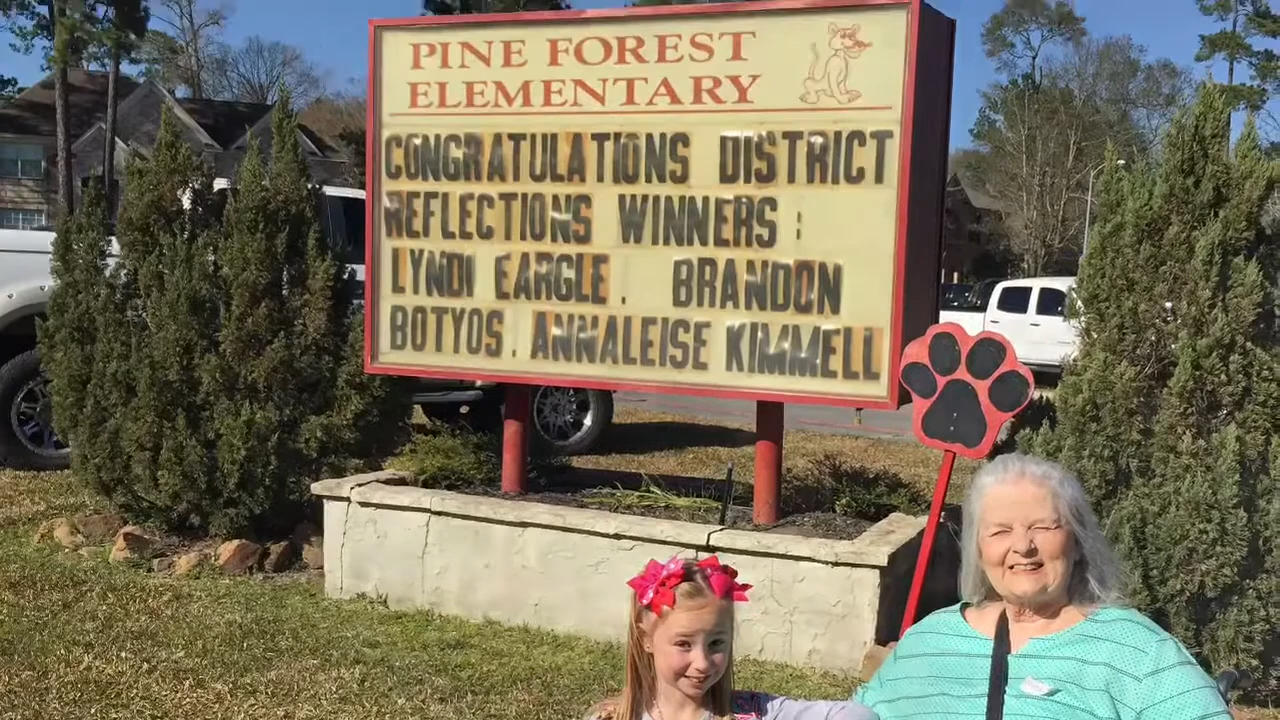 PINE FOREST
ELEMENTARY
CONGRATULATIONS DISTRICT
REFLECTIONS WINNERS :
LYNDI EARGLE . BRANDON
BOTYOS . ANNALEISE KIMMELL